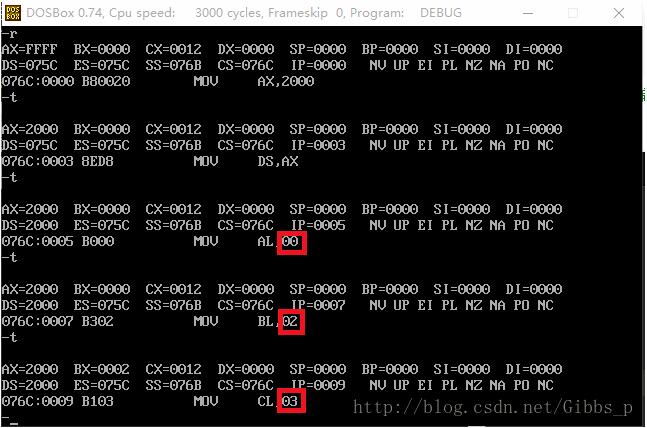 DOSBox 0.74, Cpu speed: 3000 cycles, Frameskip 0, Program: DEBUG
-r
AX=FFFF BX=0000 CX=0012 DX=0000 SP=0000 BP=0000 SI=0000 DI=0000
DS=075C ES=075C SS=076B CS=076C IP=0000 NV UP EI PL NZ NA PO NC
076C:0000 B80020 MOV AX,2000
-t
AX=2000 BX=0000 CX=0012 DX=0000 SP=0000 BP=0000 SI=0000 DI=0000
DS=075C ES=075C SS=076B CS=076C IP=0003 NV UP EI PL NZ NA PO NC
076C:0003 8ED8 MOV DS,AX
-t
AX=2000 BX=0000 CX=0012 DX=0000 SP=0000 BP=0000 SI=0000 DI=0000
DS=2000 ES=075C SS=076B CS=076C IP=0005 NV UP EI PL NZ NA PO NC
076C:0005 B000 MOV AL,00
-t
AX=2000 BX=0000 CX=0012 DX=0000 SP=0000 BP=0000 SI=0000 DI=0000
DS=2000 ES=075C SS=076B CS=076C IP=0007 NV UP EI PL NZ NA PO NC
076C:0007 B302 MOV BL,02
-t
AX=2000 BX=0002 CX=0012 DX=0000 SP=0000 BP=0000 SI=0000 DI=0000
DS=2000 ES=075C SS=076B CS=076C IP=0009 NV UP EI PL NZ NA PO NC
076C:0009 B103 MOV CL,03
-
http://blog.csdn.net/Gibbs_p